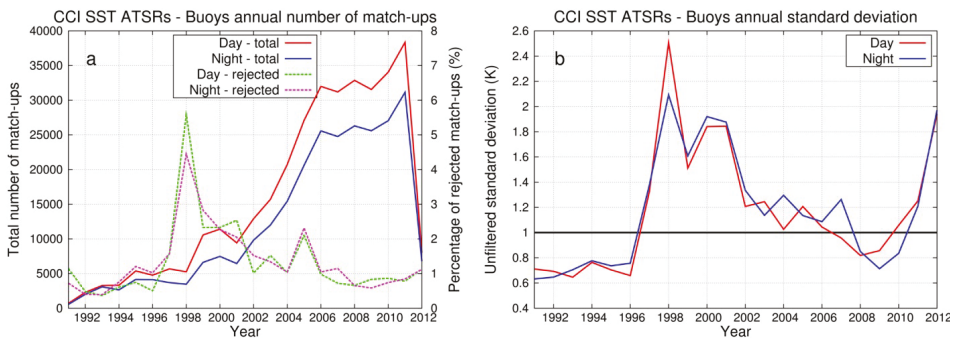 CCI SST ATSRs - Buoys annual number of match-ups
40000
35000
30000
25000
20000
15000
10000
5000
0
Total number of match-ups
a
Day - total
Night - total
Day - rejected
Night - rejected
8
7
6
5
4
3
2
1
0
Percentage of rejected match-ups (%)
1992 1994 1996 1998 2000 2002 2004 2006 2008 2010 2012
Year
CCI SST ATSRs - Buoys annual standard deviation
2.6
2.4
2.2
2
1.8
1.6
1.4
1.2
1
0.8
0.6
0.4
Unfiltered standard deviation (K)
b
Day
Night
1992 1994 1996 1998 2000 2002 2004 2006 2008 2010 2012
Year